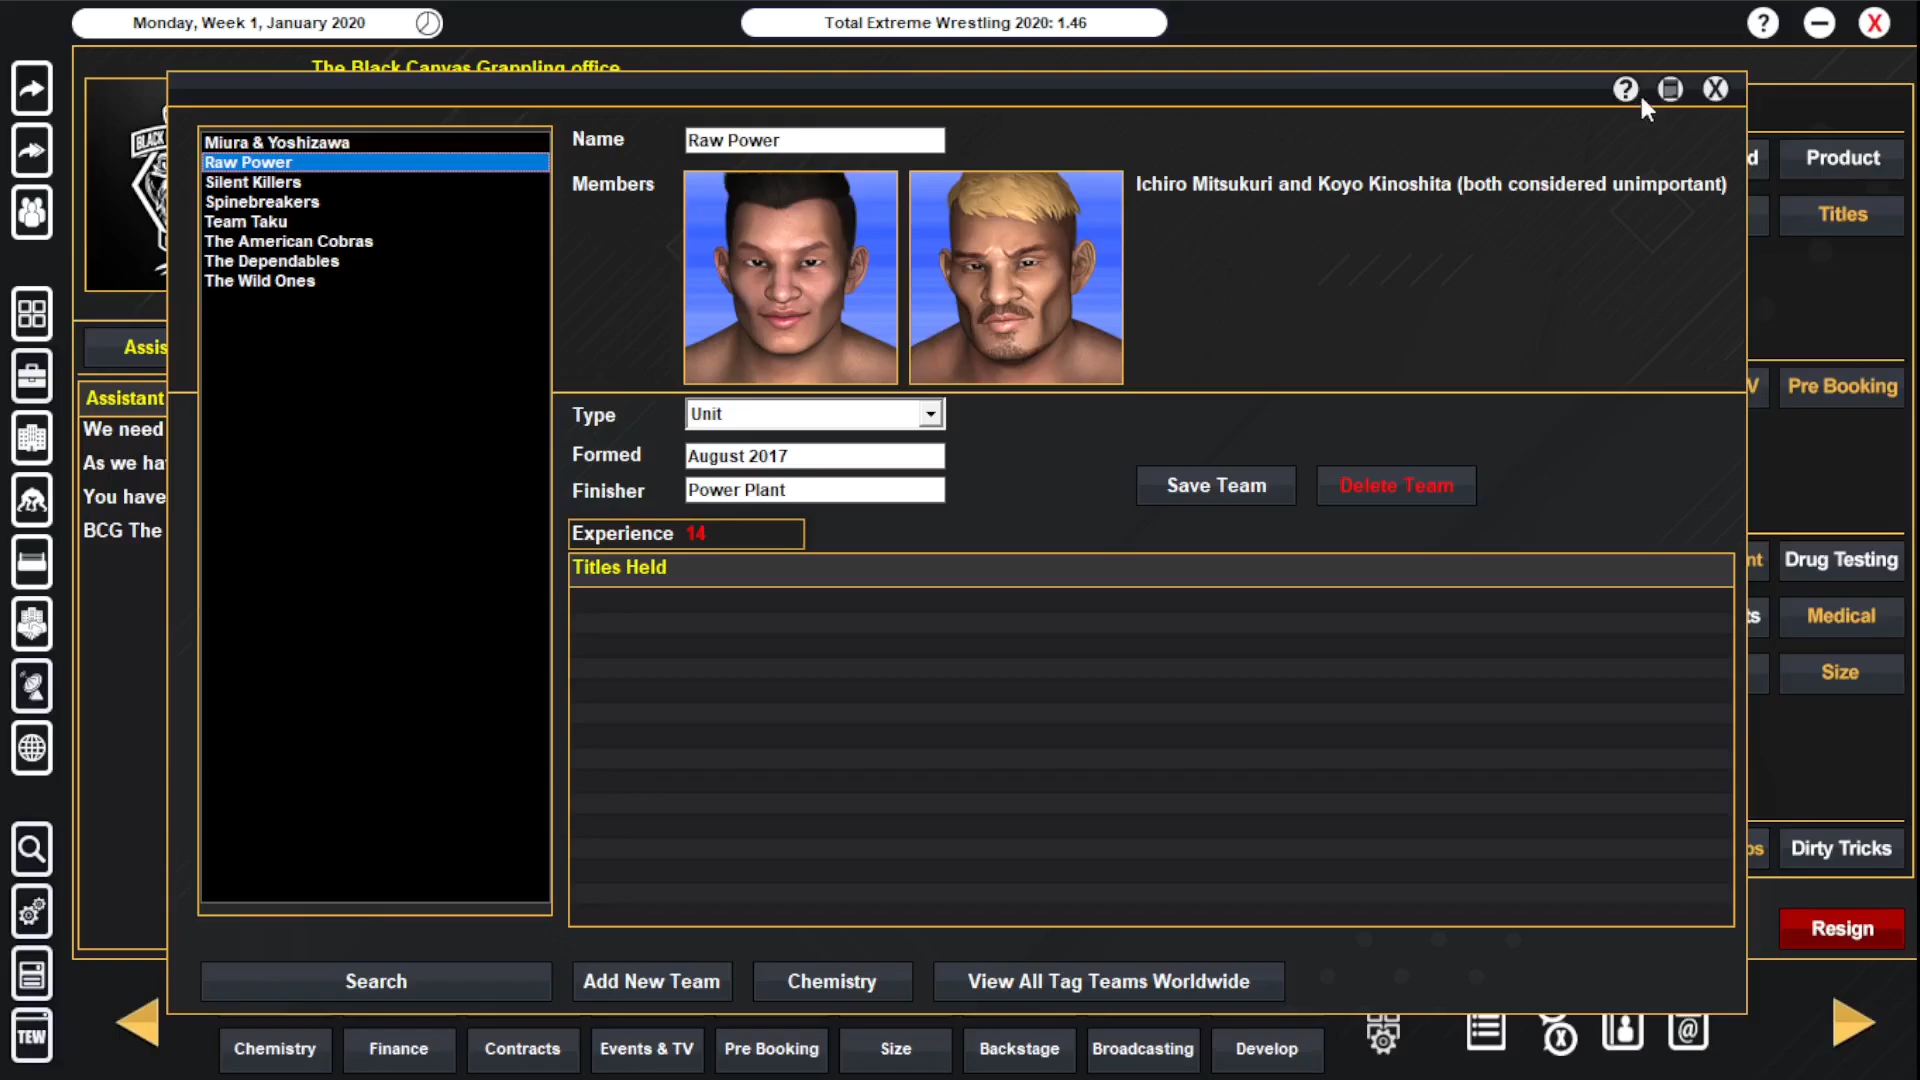 Monday, Week 1, January 2020
Total Extreme Wrestling 2020: 1.46
?
X
The Black Canvas Grappling office
?
X
BLACK
Miura & Yoshizawa
Raw Power
Silent Killers
Spinebreakers
Team Taku
The American Cobras
The Dependables
The Wild Ones
Name
Raw Power
Members
Ichiro Mitsukuri and Koyo Kinoshita (both considered unimportant)
d
Product
Titles
Assis
Assistant
We need
As we ha
You have
BCG The
Type
Unit
Formed
August 2017
Finisher
Power Plant
Save Team
Delete Team
Experience 14
Titles Held
V
Pre Booking
nt
Drug Testing
ts
Medical
Size
os
Dirty Tricks
Resign
Search
Add New Team
Chemistry
View All Tag Teams Worldwide
TEW
Chemistry
Finance
Contracts
Events & TV
Pre Booking
Size
Backstage
Broadcasting
Develop
X
@